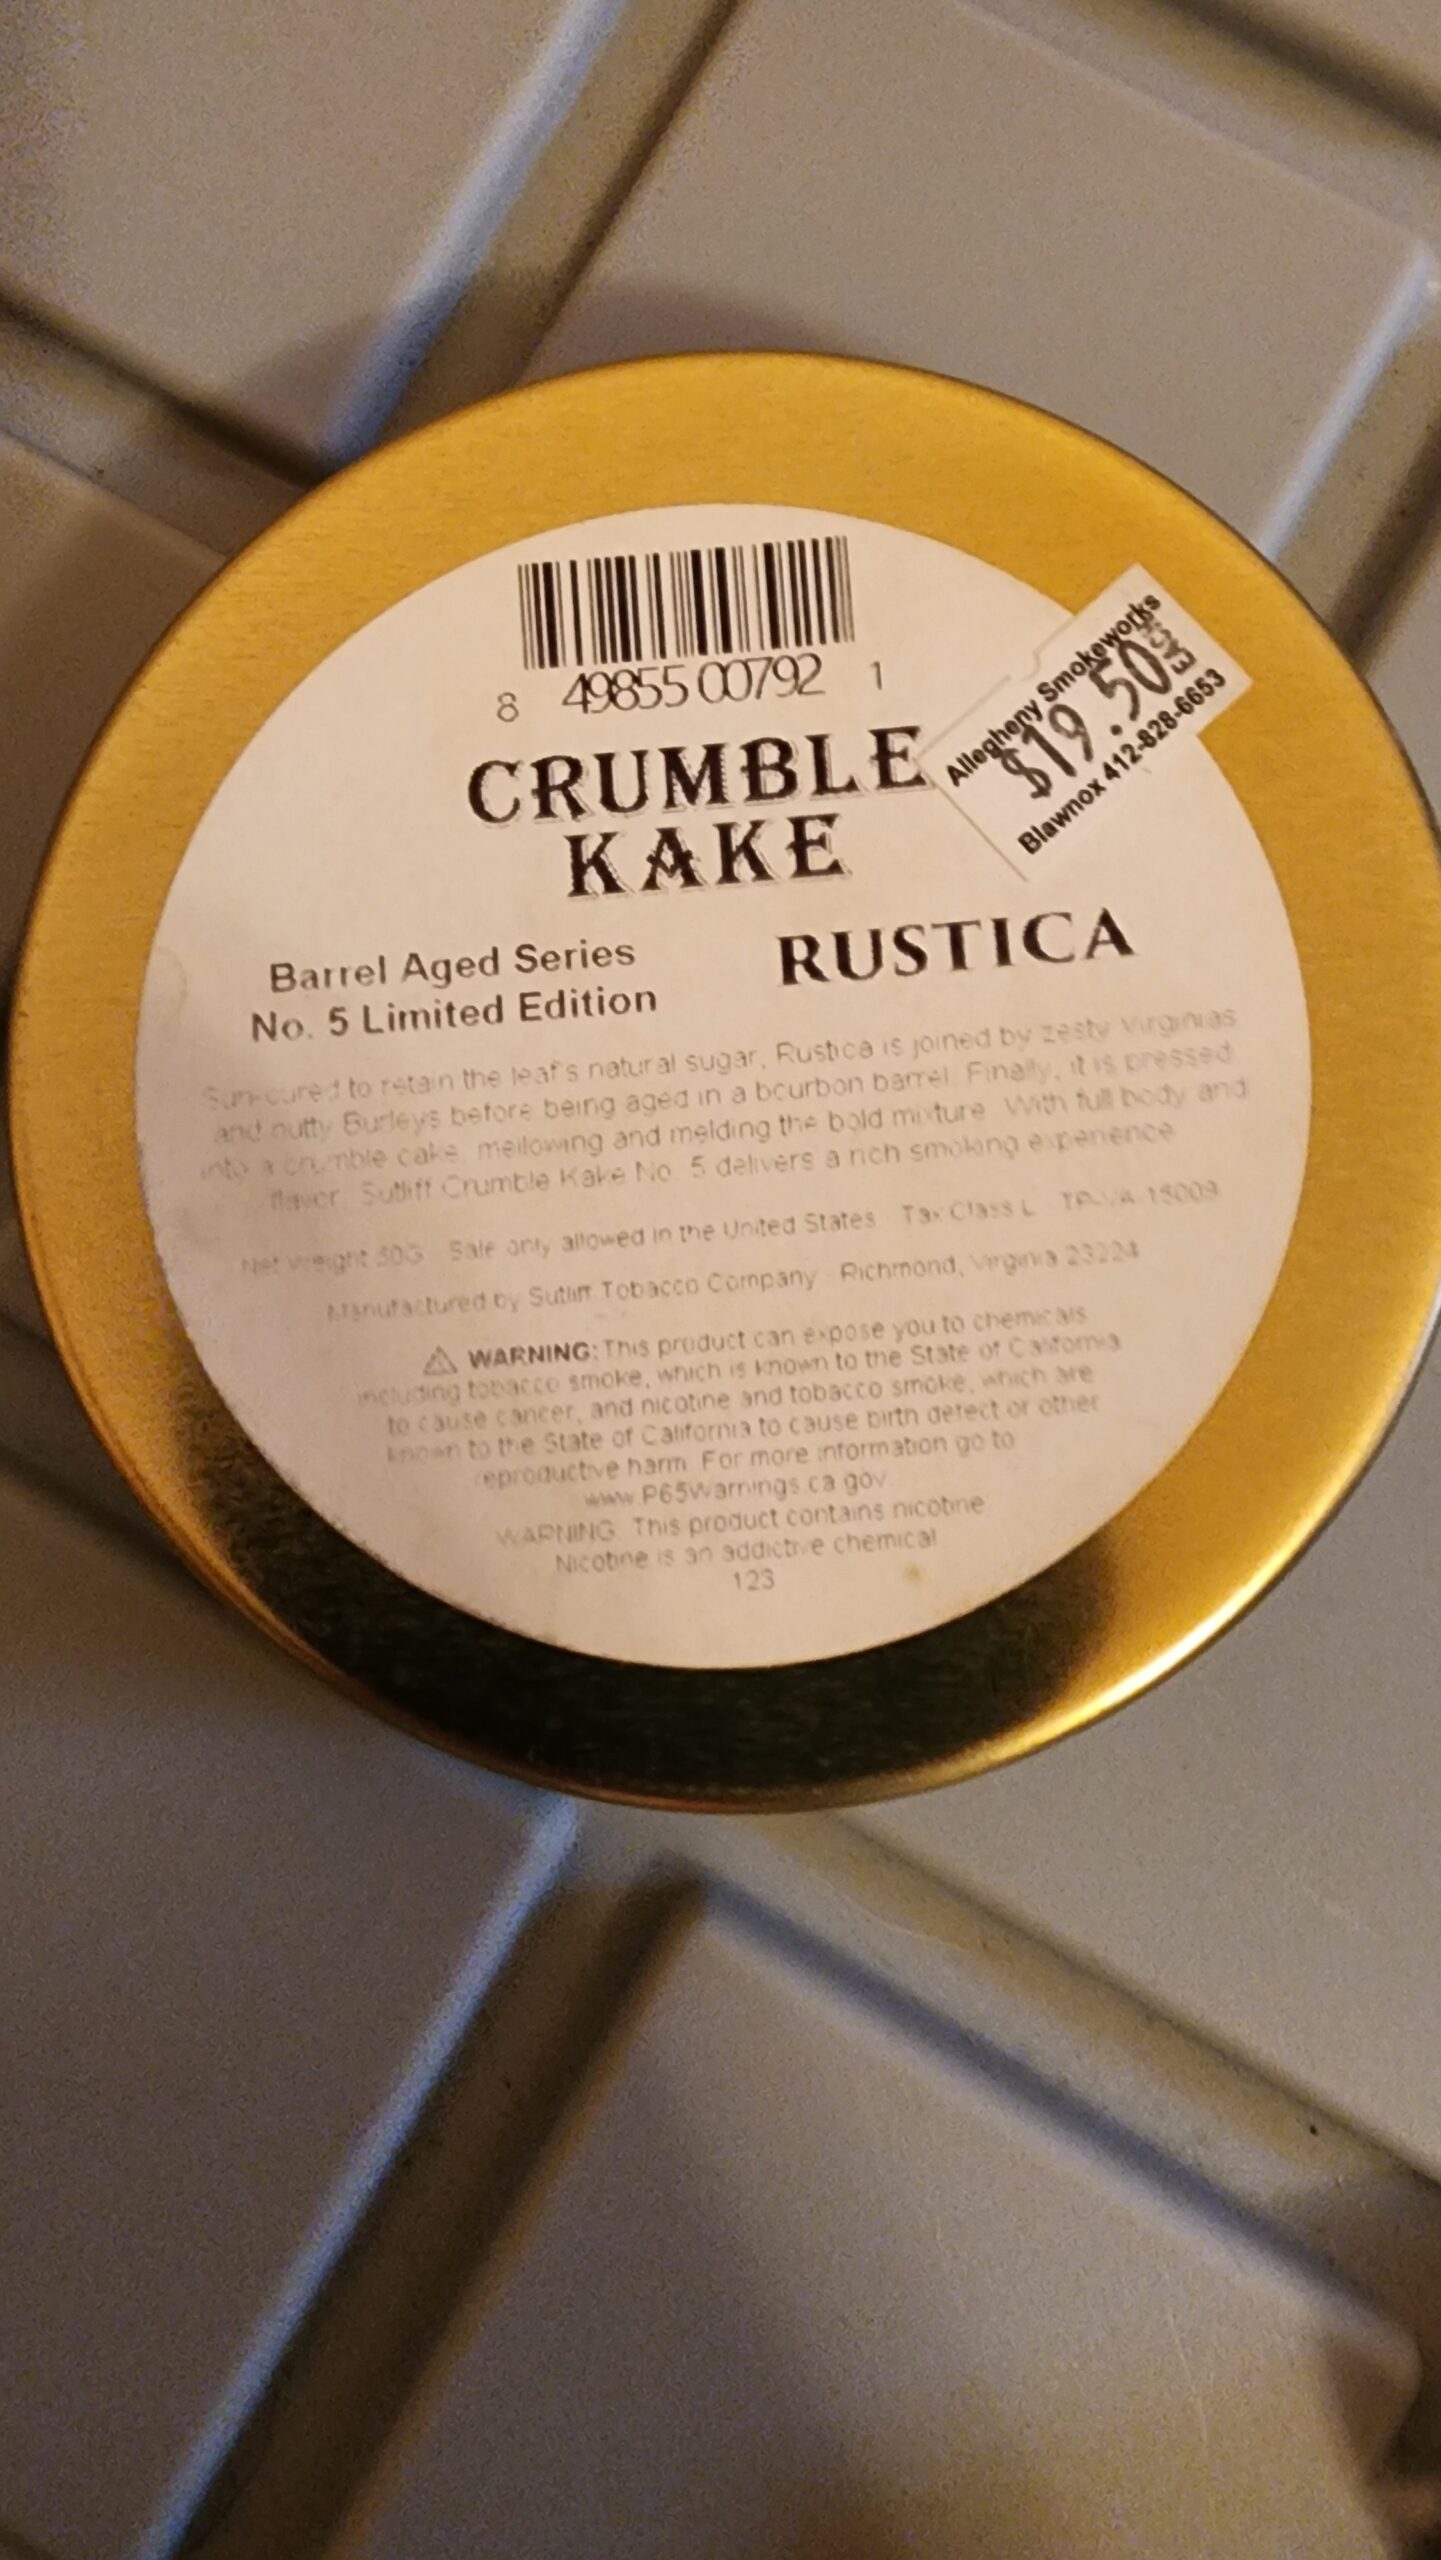 8 49855 00792 1
Allegheny Smokeworks
$19.50
Blawnox 412-828-6653
CRUMBLE
KAKE
Barrel Aged Series
No. 5 Limited Edition
RUSTICA
Sun-cured to retain the leaf's natural sugar, Rustica is joined by zesty Virginias
and nutty Burleys before being aged in a bourbon barrel. Finally, it is pressed
into a crumble cake, mellowing and melding the bold mixture. With full body and
flavor, Sutliff Crumble Kake No. 5 delivers a rich smoking experience.
Net Weight 50G · Sale only allowed in the United States · Tax Class L · TP-VA-15009
Manufactured by Sutliff Tobacco Company · Richmond, Virginia 23224
⚠ WARNING: This product can expose you to chemicals
including tobacco smoke, which is known to the State of California
to cause cancer, and nicotine and tobacco smoke, which are
known to the State of California to cause birth defect or other
reproductive harm. For more information go to
www.P65Warnings.ca.gov
WARNING: This product contains nicotine
Nicotine is an addictive chemical
123